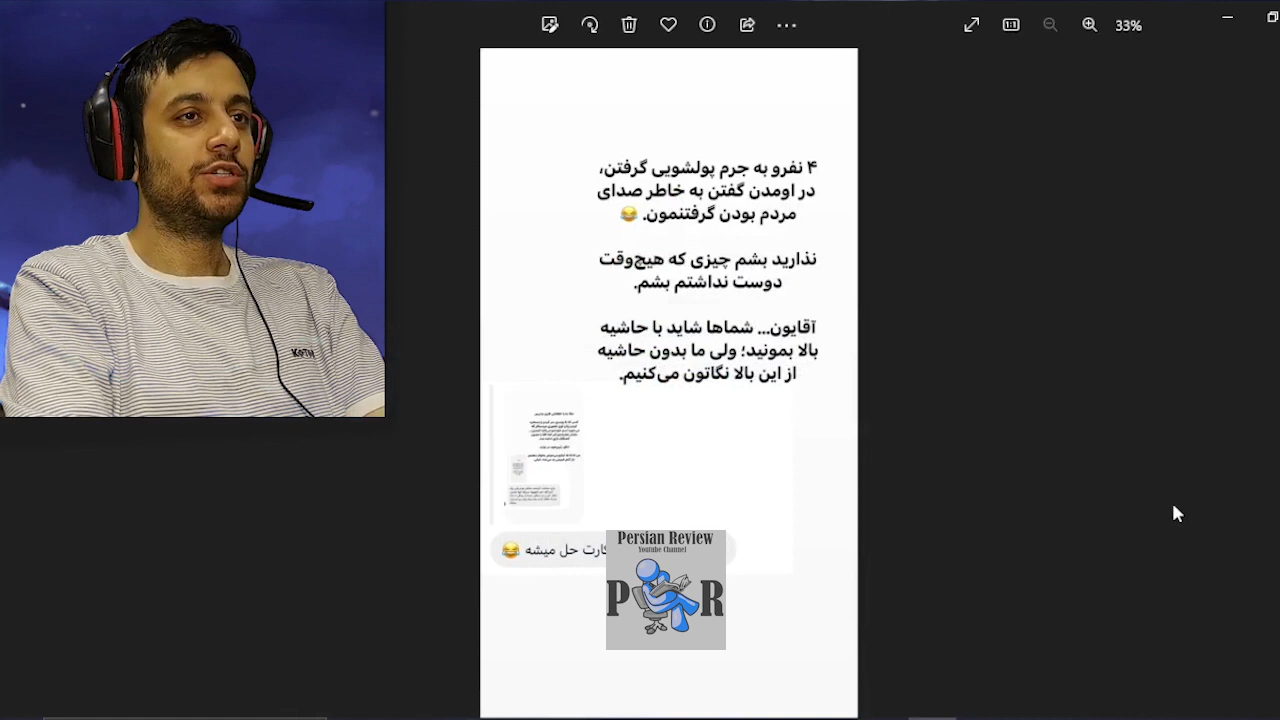 33%
۴ نفرو به جرم پولشویی گرفتن،
در اومدن گفتن به خاطر صدای
مردم بودن گرفتنمون. 😂
نذارید بشم چیزی که هیچ‌وقت
دوست نداشتم بشم.
آقایون... شماها شاید با حاشیه
بالا بمونید؛ ولی ما بدون حاشیه
از این بالا نگاتون می‌کنیم.
کارت حل میشه 😂
Persian Review
Youtube Channel
P R